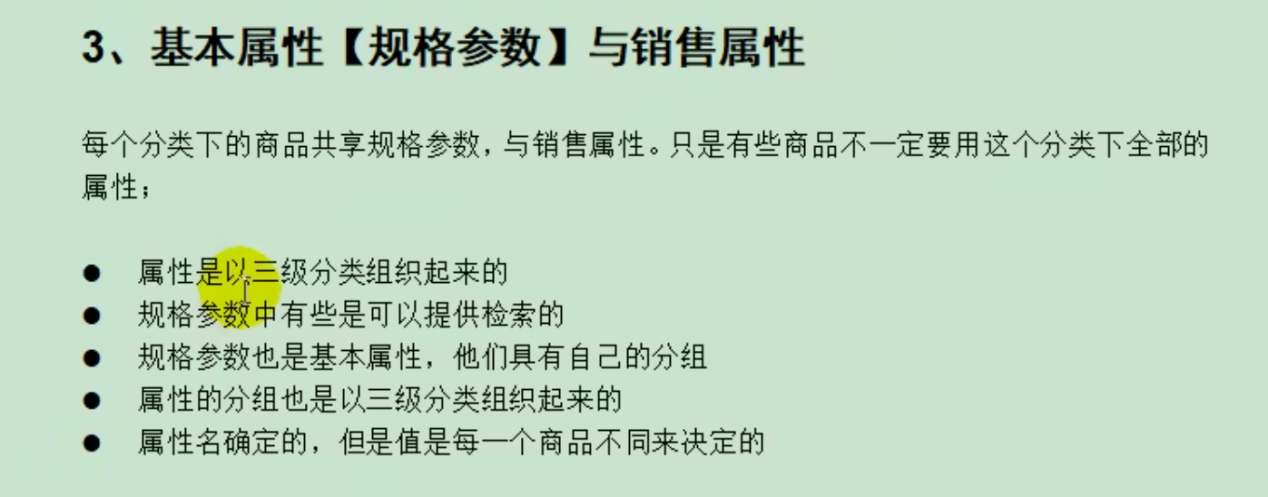 3、基本属性【规格参数】与销售属性
每个分类下的商品共享规格参数，与销售属性。只是有些商品不一定要用这个分类下全部的
属性；
● 属性是以三级分类组织起来的
● 规格参数中有些是可以提供检索的
● 规格参数也是基本属性，他们具有自己的分组
● 属性的分组也是以三级分类组织起来的
● 属性名确定的，但是值是每一个商品不同来决定的